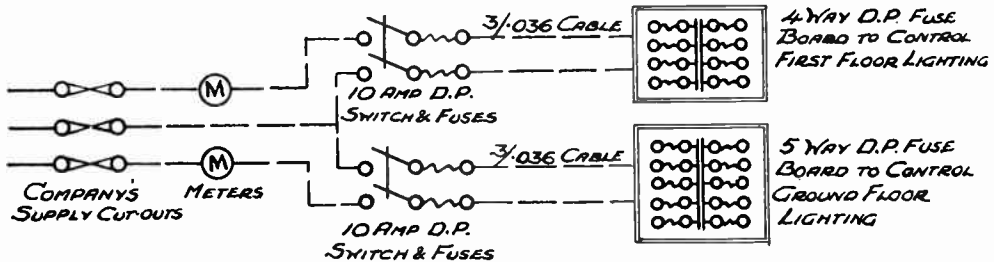 3/.036 CABLE
4 WAY D.P. FUSE
BOARD TO CONTROL
FIRST FLOOR LIGHTING
M
10 AMP D.P.
SWITCH & FUSES
M
3/.036 CABLE
5 WAY D.P. FUSE
BOARD TO CONTROL
GROUND FLOOR
LIGHTING
COMPANY'S
SUPPLY CUT-OUTS
METERS
10 AMP D.P.
SWITCH & FUSES